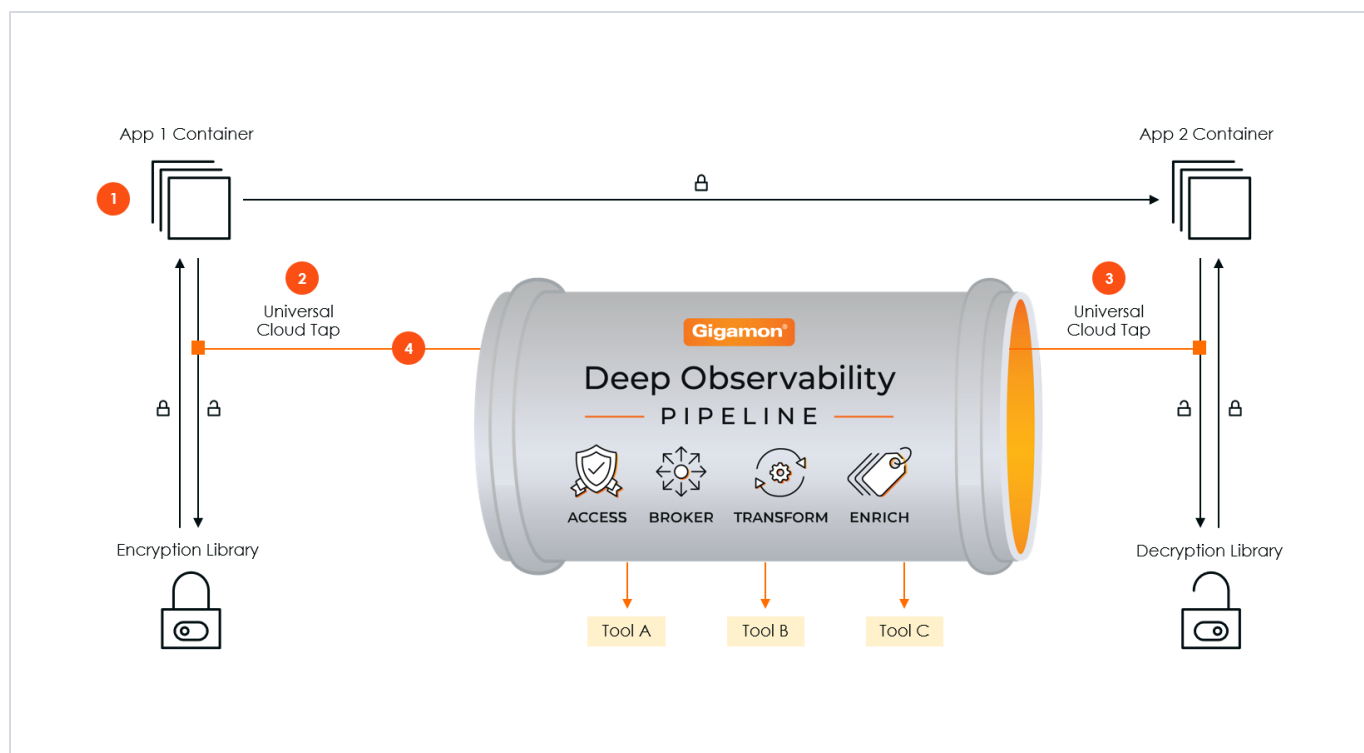 App 1 Container
App 2 Container
1
2
3
Universal
Cloud Tap
Universal
Cloud Tap
4
Gigamon®
Deep Observability
PIPELINE
ACCESS
BROKER
TRANSFORM
ENRICH
Encryption Library
Decryption Library
Tool A
Tool B
Tool C